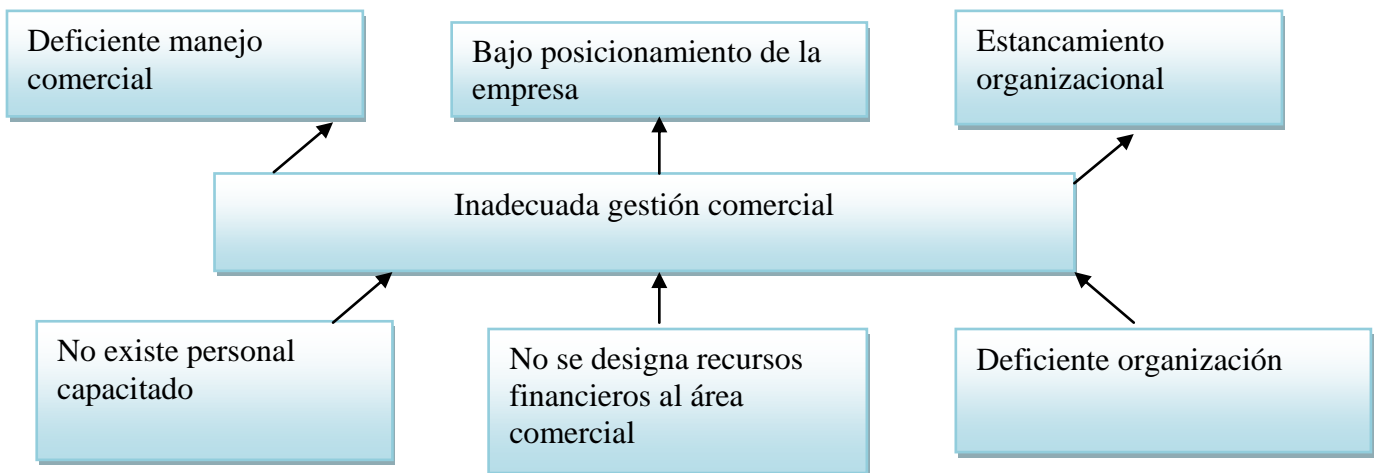 Deficiente manejo
comercial
Bajo posicionamiento de la
empresa
Estancamiento
organizacional
Inadecuada gestión comercial
No existe personal
capacitado
No se designa recursos
financieros al área
comercial
Deficiente organización